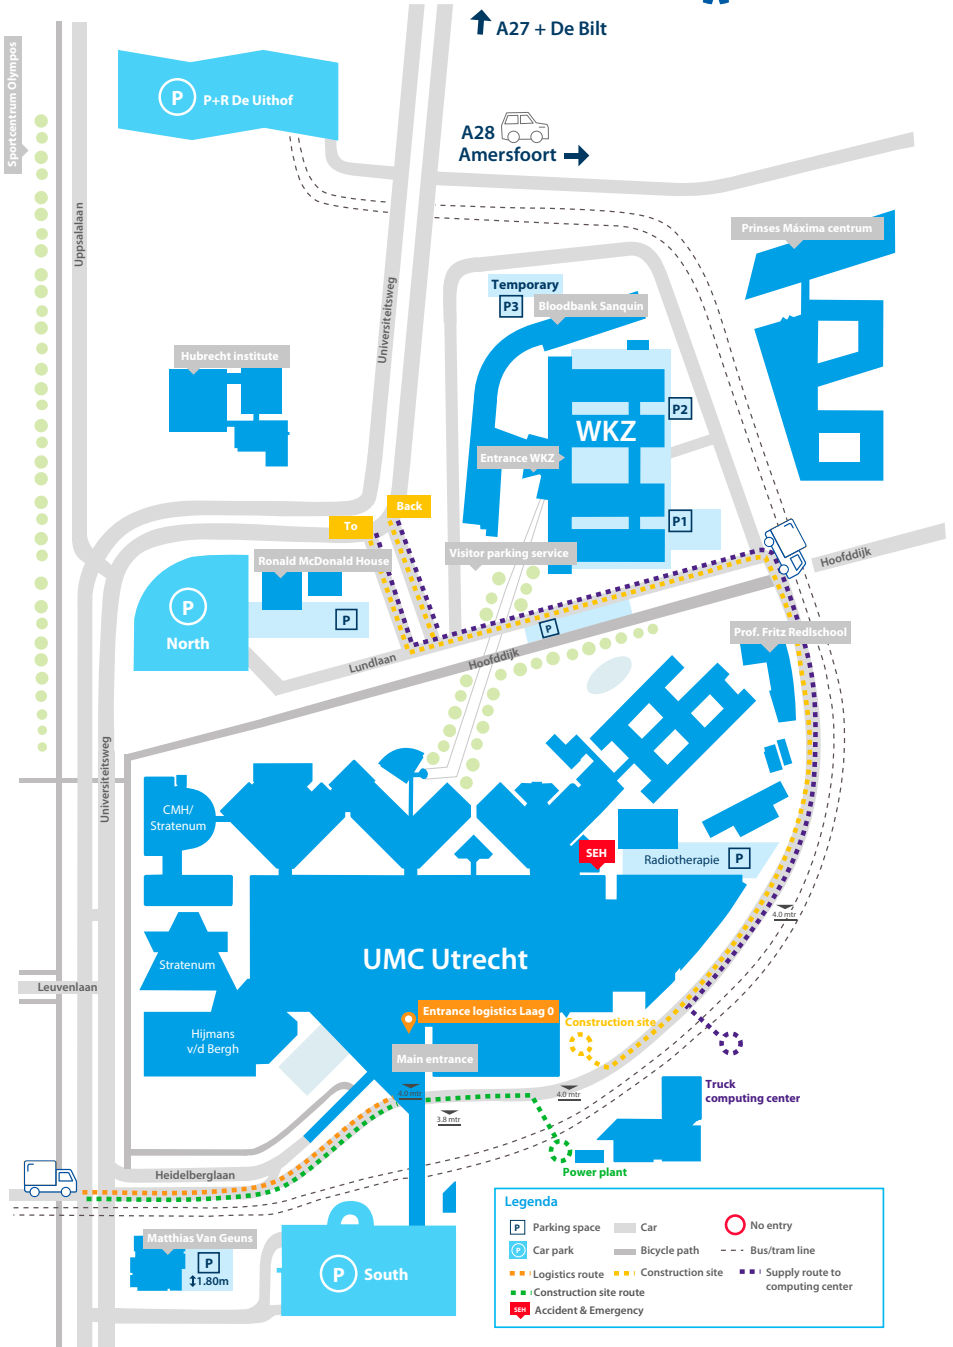 A27 + De Bilt
Sportcentrum Olympos
P
P+R De Uithof
A28
Amersfoort
Uppsalalaan
Universiteitsweg
Prinses Máxima centrum
Temporary
P3
Bloodbank Sanquin
Hubrecht institute
P2
WKZ
Entrance WKZ
Back
To
P1
Visitor parking service
Hoofddijk
Ronald McDonald House
P
North
P
P
Prof. Fritz Redlschool
Lundlaan
Hoofddijk
Universiteitsweg
CMH/
Stratenum
SEH
Radiotherapie
P
4.0 mtr
UMC Utrecht
Stratenum
Leuvenlaan
Entrance logistics Laag 0
Construction site
Hijmans
v/d Bergh
Main entrance
Truck
computing center
4.0 mtr
4.0 mtr
3.8 mtr
Power plant
Heidelberglaan
Matthias Van Geuns
P
1.80m
P
South
Legenda
P Parking space
Car
No entry
P Car park
Bicycle path
Bus/tram line
Logistics route
Construction site
Supply route to
computing center
Construction site route
SEH Accident & Emergency